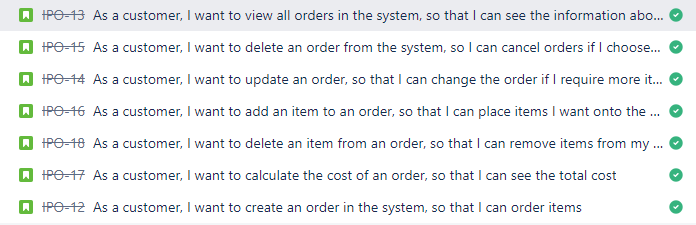 IPO-13 As a customer, I want to view all orders in the system, so that I can see the information abo...
IPO-15 As a customer, I want to delete an order from the system, so I can cancel orders if I choose...
IPO-14 As a customer, I want to update an order, so that I can change the order if I require more it...
IPO-16 As a customer, I want to add an item to an order, so that I can place items I want onto the ...
IPO-18 As a customer, I want to delete an item from an order, so that I can remove items from my ...
IPO-17 As a customer, I want to calculate the cost of an order, so that I can see the total cost
IPO-12 As a customer, I want to create an order in the system, so that I can order items